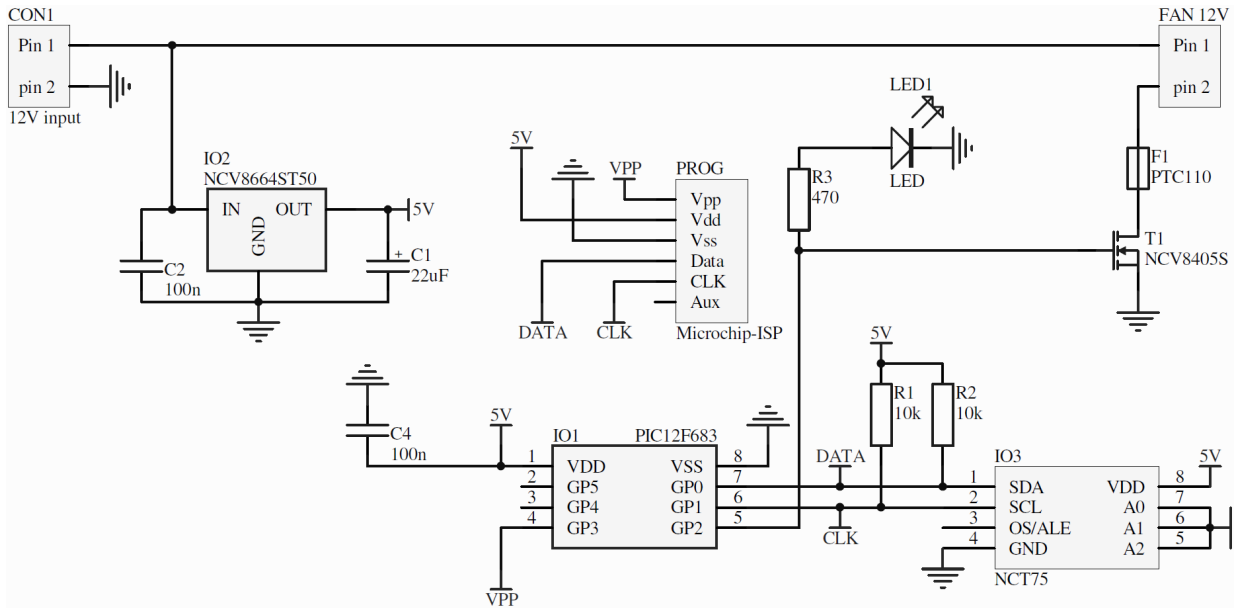 CON1
Pin 1
pin 2
12V input
FAN 12V
Pin 1
pin 2
LED1
LED
F1
PTC110
T1
NCV8405S
R3
470
IO2
NCV8664ST50
IN
OUT
GND
5V
C2
100n
C1
+
22uF
5V
VPP
PROG
Vpp
Vdd
Vss
Data
CLK
Aux
Microchip-ISP
DATA
CLK
C4
100n
5V
IO1
PIC12F683
1
VDD
VSS
8
2
GP5
GP0
7
3
GP4
GP1
6
4
GP3
GP2
5
VPP
5V
R1
10k
R2
10k
DATA
CLK
IO3
1
SDA
VDD
8
2
SCL
A0
7
3
OS/ALE
A1
6
4
GND
A2
5
NCT75
5V